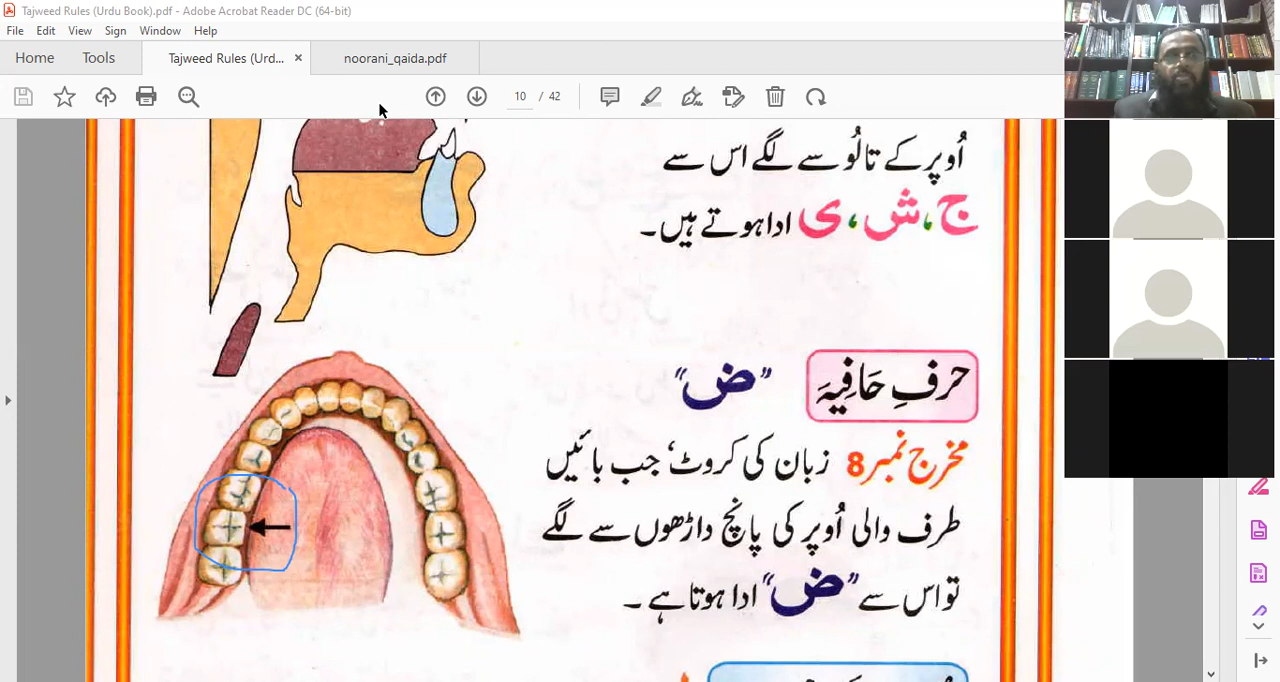 Tajweed Rules (Urdu Book).pdf - Adobe Acrobat Reader DC (64-bit)
File Edit View Sign Window Help
Home Tools Tajweed Rules (Urd... × noorani_qaida.pdf
10 / 42
اُوپر کے تالُو سے لگے اس سے
ج، ش، ی ادا ہوتے ہیں۔
حرفِ حَافِیَہ "ض"
مخرج نمبر 8 زبان کی کروٹ، جب بائیں
طرف والی اُوپر کی پانچ داڑھوں سے لگے
تو اس سے "ض" ادا ہوتا ہے۔